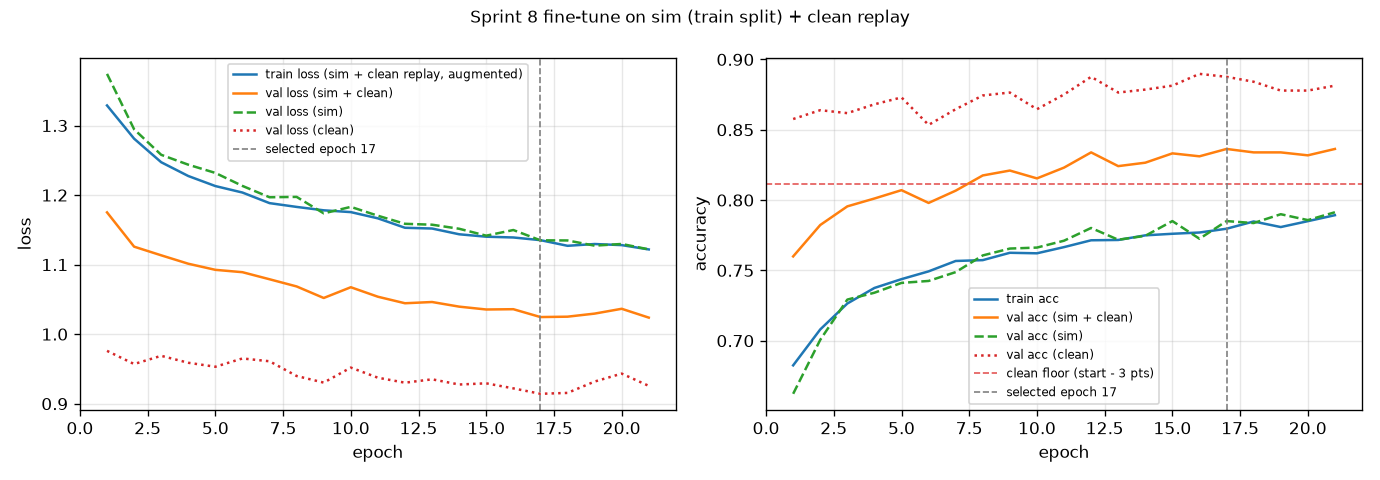 Sprint 8 fine-tune on sim (train split) + clean replay
train loss (sim + clean replay, augmented)
val loss (sim + clean)
val loss (sim)
val loss (clean)
selected epoch 17
1.3
1.2
1.1
1.0
0.9
loss
0.0 2.5 5.0 7.5 10.0 12.5 15.0 17.5 20.0
epoch
0.90
0.85
0.80
0.75
0.70
accuracy
train acc
val acc (sim + clean)
val acc (sim)
val acc (clean)
clean floor (start - 3 pts)
selected epoch 17
0.0 2.5 5.0 7.5 10.0 12.5 15.0 17.5 20.0
epoch